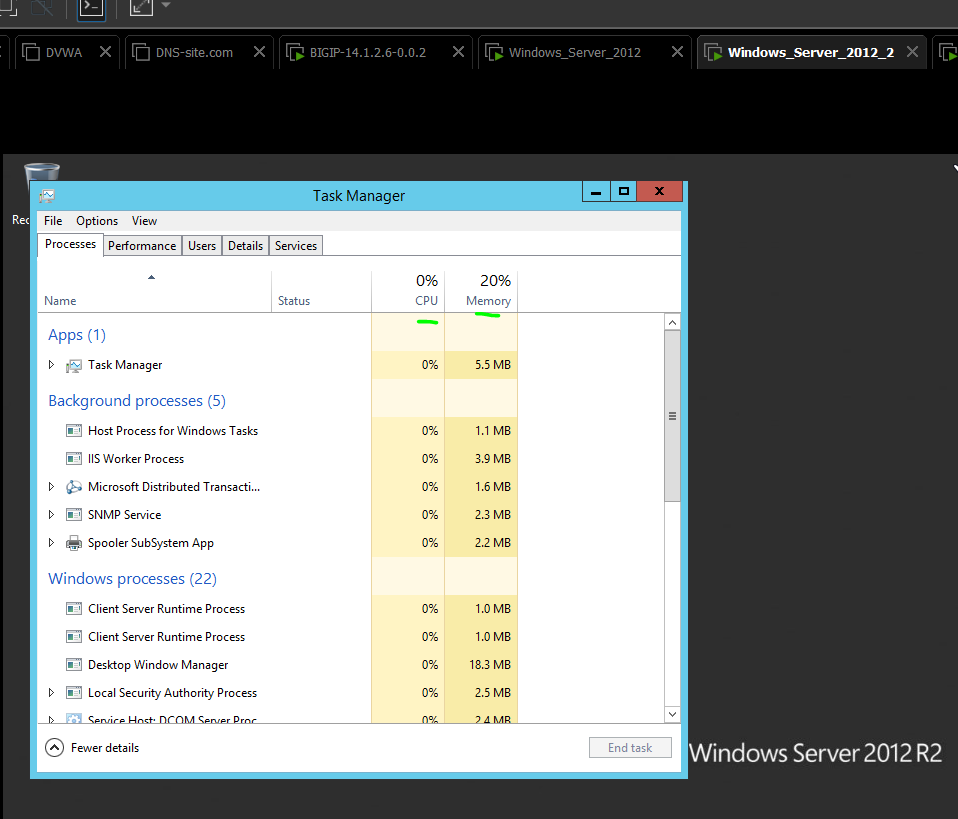 DVWA
DNS-site.com
BIGIP-14.1.2.6-0.0.2
Windows_Server_2012
Windows_Server_2012_2
Task Manager
File Options View
Processes Performance Users Details Services
0% 20%
Name Status CPU Memory
Apps (1)
Task Manager 0% 5.5 MB
Background processes (5)
Host Process for Windows Tasks 0% 1.1 MB
IIS Worker Process 0% 3.9 MB
Microsoft Distributed Transacti... 0% 1.6 MB
SNMP Service 0% 2.3 MB
Spooler SubSystem App 0% 2.2 MB
Windows processes (22)
Client Server Runtime Process 0% 1.0 MB
Client Server Runtime Process 0% 1.0 MB
Desktop Window Manager 0% 18.3 MB
Local Security Authority Process 0% 2.5 MB
Service Host: DCOM Server Proc 0% 2.4 MB
Fewer details End task
Windows Server 2012 R2